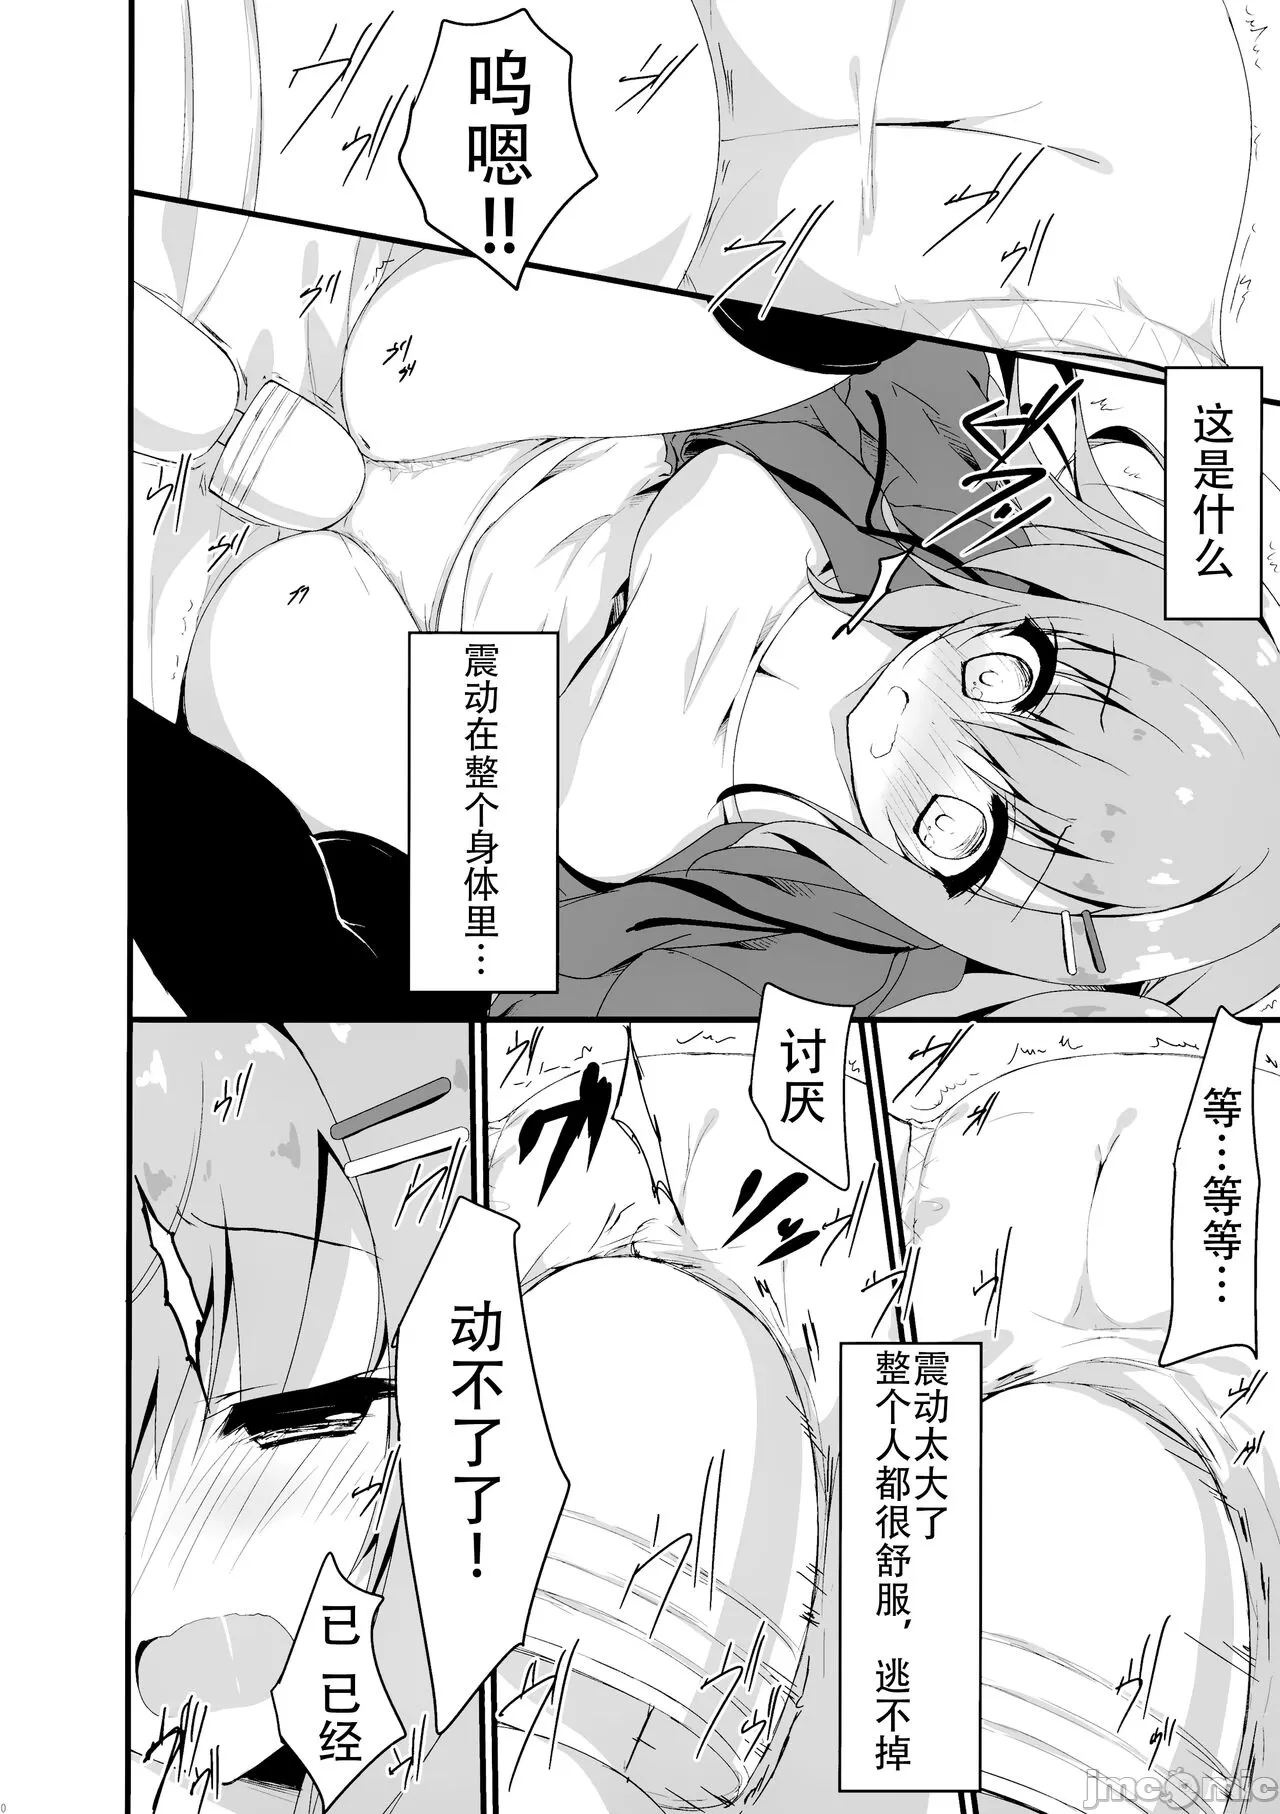 呜嗯!!
这是什么
震动在整个身体里…
等…等等…
讨厌
震动太大了
整个人都很舒服，逃不掉
动不了了！
已 已经
jmcomic